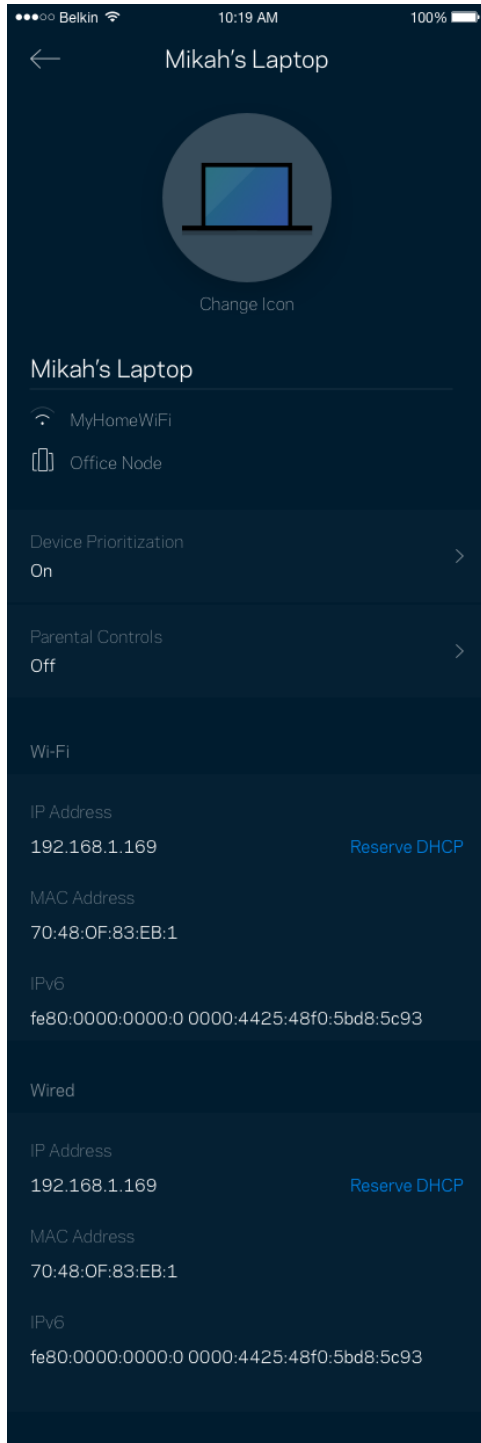 Belkin 10:19 AM 100%
Mikah's Laptop
Change Icon
Mikah's Laptop
MyHomeWiFi
Office Node
Device Prioritization
On
Parental Controls
Off
Wi-Fi
IP Address
192.168.1.169 Reserve DHCP
MAC Address
70:48:0F:83:EB:1
IPv6
fe80:0000:0000:0 0000:4425:48f0:5bd8:5c93
Wired
IP Address
192.168.1.169 Reserve DHCP
MAC Address
70:48:0F:83:EB:1
IPv6
fe80:0000:0000:0 0000:4425:48f0:5bd8:5c93